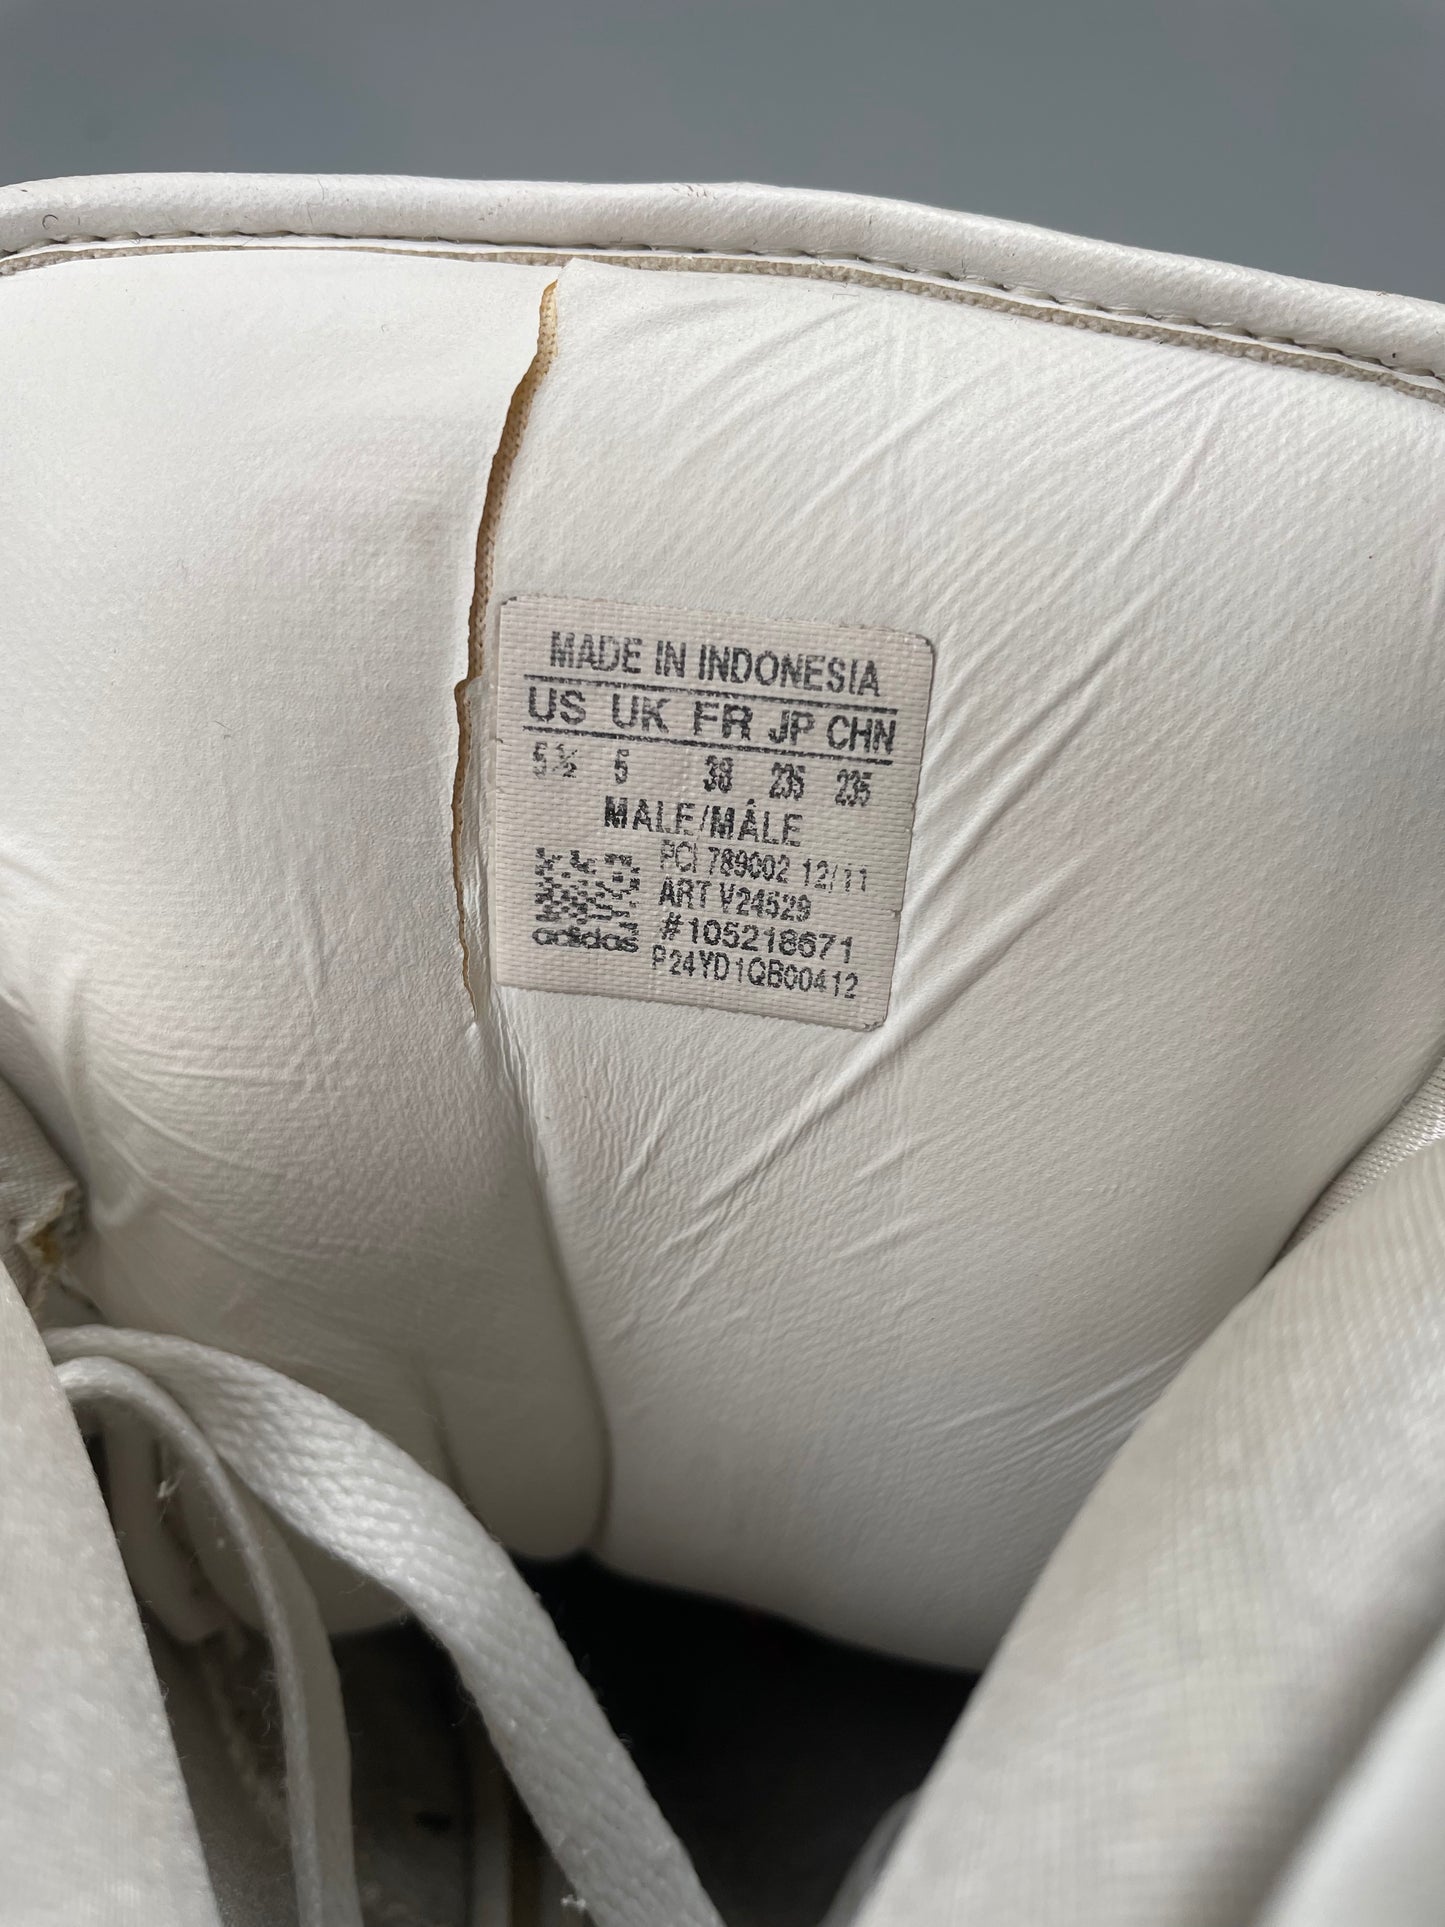 MADE IN INDONESIA
US UK FR JP CHN
5½ 5 38 235 235
MALE/MÂLE
PCI 789002 12/11
ART V24529
#105218671
adidas
P24YD1QB00412